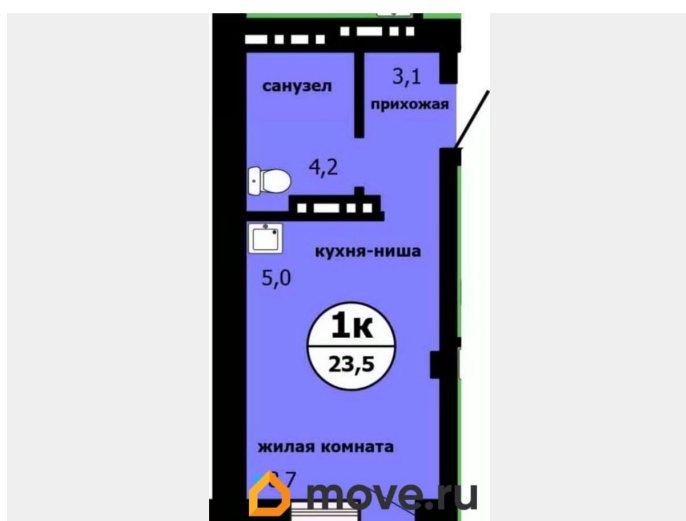 санузел
3,1
прихожая
4,2
кухня-ниша
5,0
1к
23,5
жилая комната
move.ru